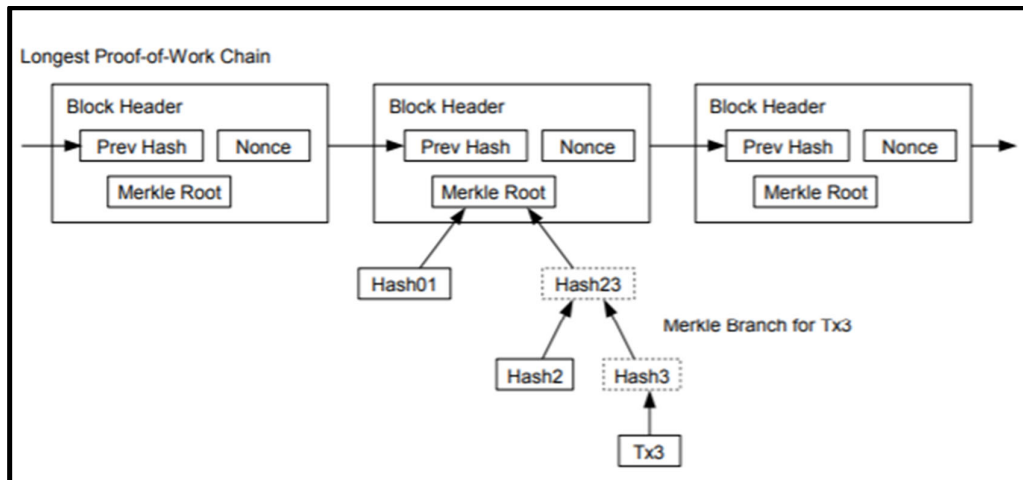 Longest Proof-of-Work Chain
Block Header
Prev Hash
Nonce
Merkle Root
Block Header
Prev Hash
Nonce
Merkle Root
Block Header
Prev Hash
Nonce
Merkle Root
Hash01
Hash23
Merkle Branch for Tx3
Hash2
Hash3
Tx3